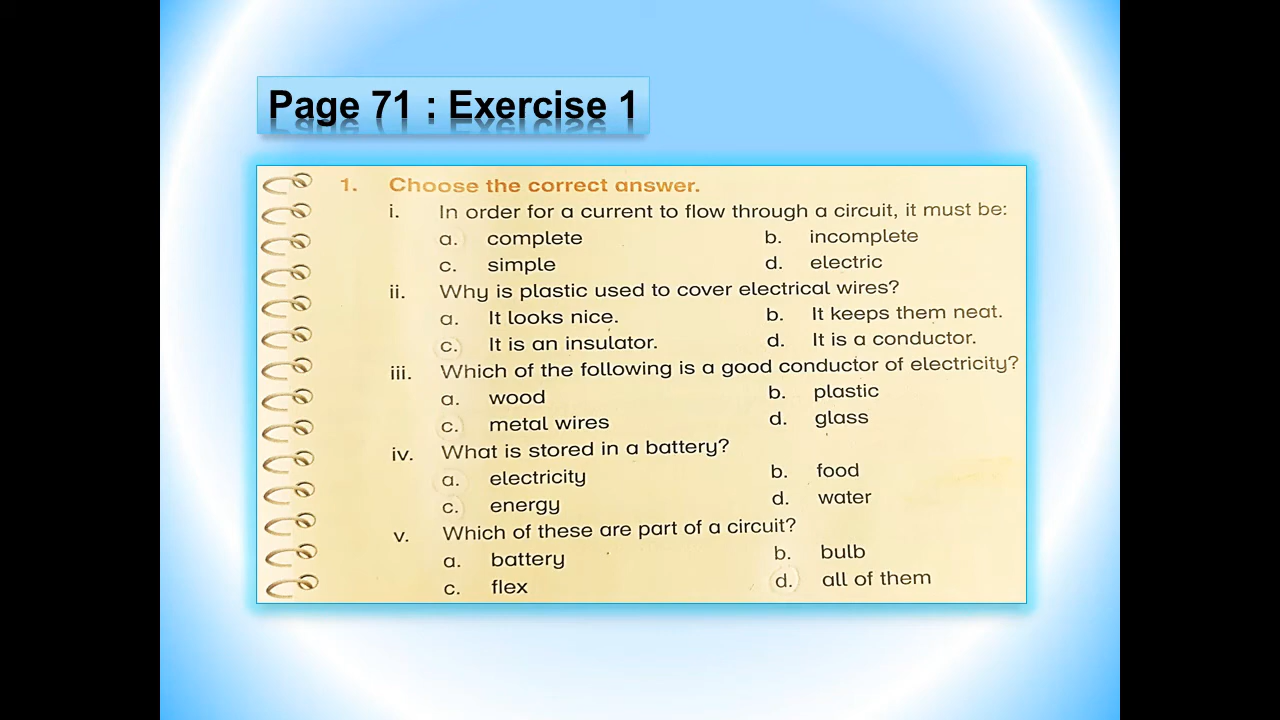 Page 71 : Exercise 1
1. Choose the correct answer.
i. In order for a current to flow through a circuit, it must be:
a. complete b. incomplete
c. simple d. electric
ii. Why is plastic used to cover electrical wires?
a. It looks nice. b. It keeps them neat.
c. It is an insulator. d. It is a conductor.
iii. Which of the following is a good conductor of electricity?
a. wood b. plastic
c. metal wires d. glass
iv. What is stored in a battery?
a. electricity b. food
c. energy d. water
v. Which of these are part of a circuit?
a. battery b. bulb
c. flex d. all of them